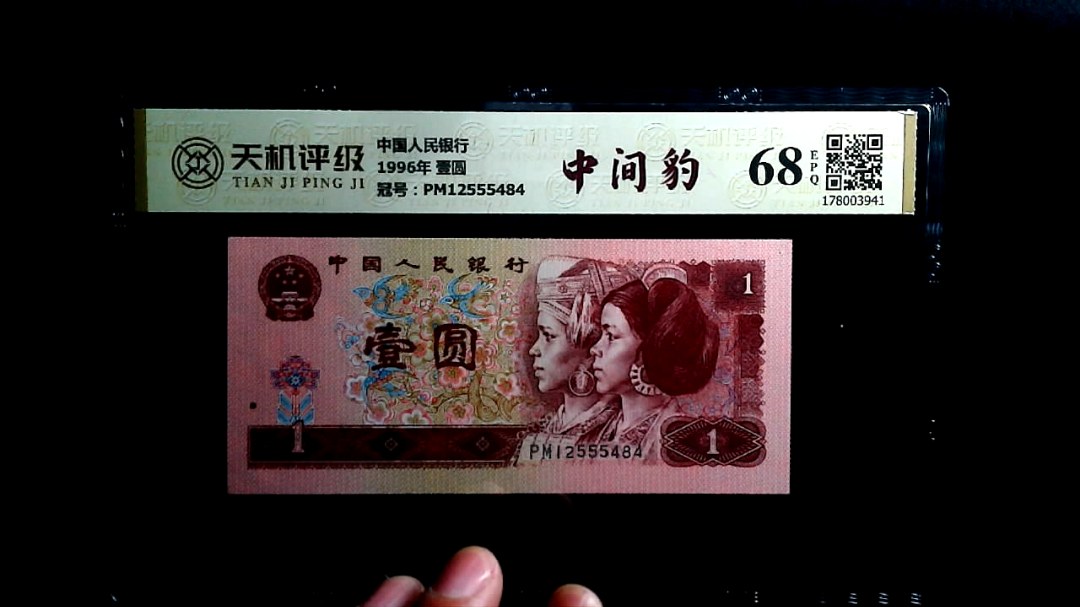 天机评级
TIAN JI PING JI
中国人民银行
1996年 壹圆
冠号：PM12555484
中间豹
68
EPQ
178003941
中国人民银行
壹圆
1
1
PM12555484
1